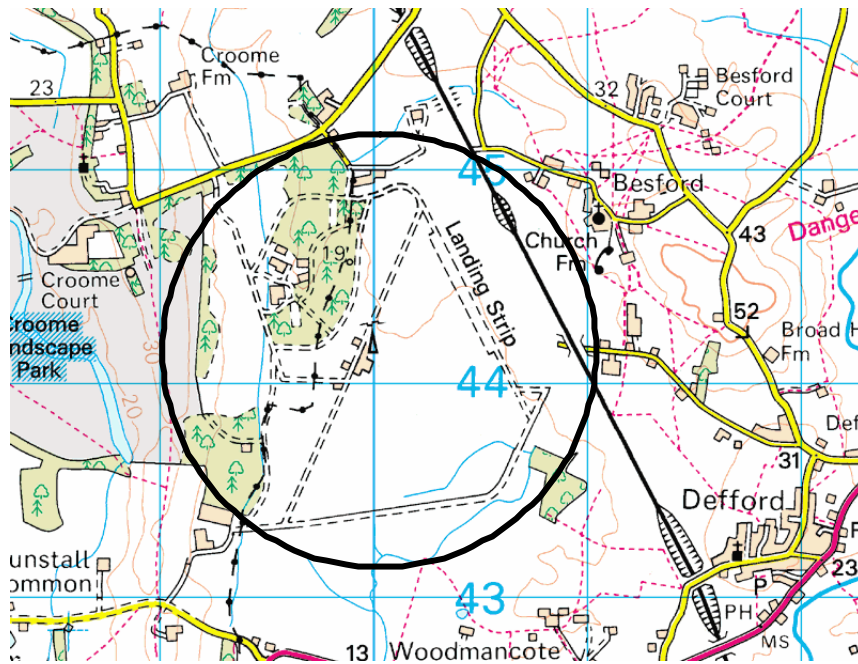 Croome
Fm
Besford
Court
23
32
45
Besford
Church
Fm
Landing Strip
19
43
Dange
Croome
Court
Croome
ndscape
Park
30
20
52
Broad H
Fm
44
Def
31
Defford
unstall
ommon
43
P
23
PH
MS
13
Woodmancote